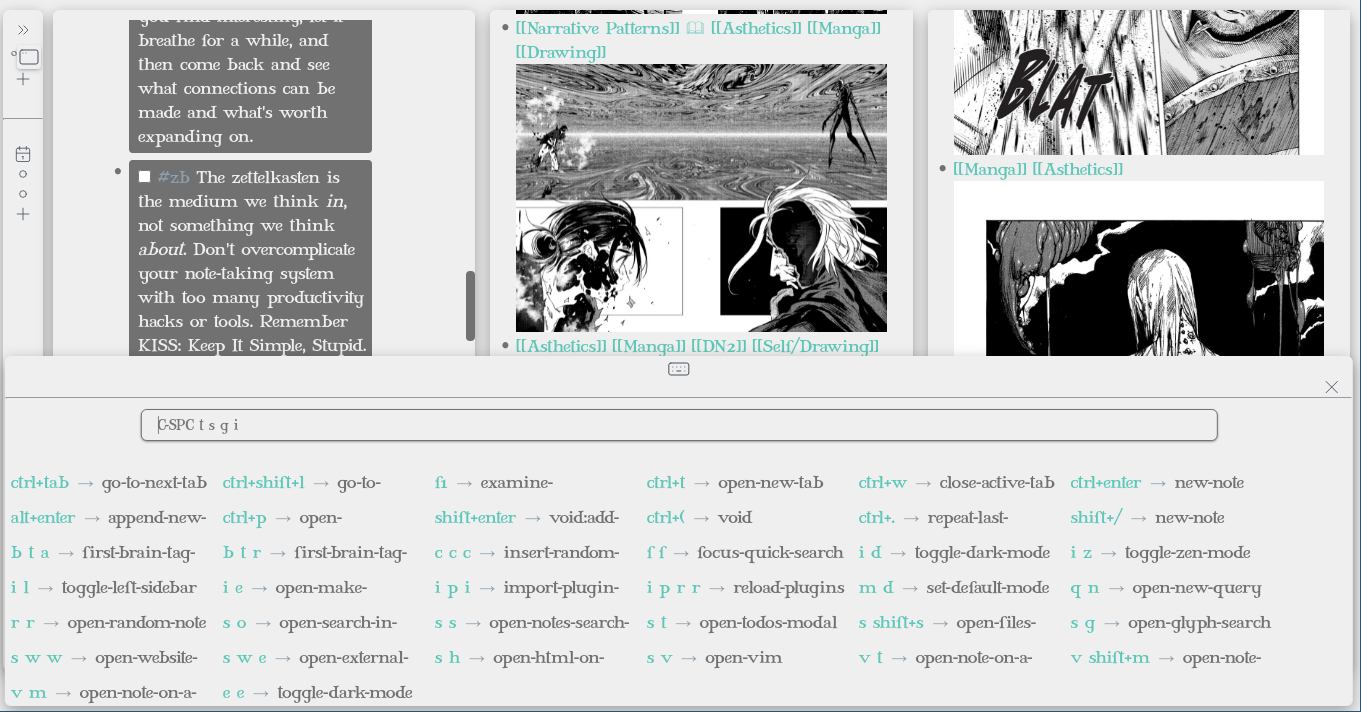 you find interesting, let it
breathe for a while, and
then come back and see
what connections can be
made and what's worth
expanding on.
#zb The zettelkasten is
the medium we think in,
not something we think
about. Don't overcomplicate
your note-taking system
with too many productivity
hacks or tools. Remember
KISS: Keep It Simple, Stupid.
[[Narrative Patterns]] 📖 [[Asthetics]] [[Manga]]
[[Drawing]]
[[Asthetics]] [[Manga]] [[DN2]] [[Self/Drawing]]
BLAT
[[Manga]] [[Asthetics]]
C-SPC t s g i
ctrl+tab → go-to-next-tab
ctrl+shift+l → go-to-
f1 → examine-
ctrl+t → open-new-tab
ctrl+w → close-active-tab
ctrl+enter → new-note
alt+enter → append-new-
ctrl+p → open-
shift+enter → void:add-
ctrl+( → void
ctrl+. → repeat-last-
shift+/ → new-note
b t a → first-brain-tag-
b t r → first-brain-tag-
c c c → insert-random-
f f → focus-quick-search
i d → toggle-dark-mode
i z → toggle-zen-mode
i l → toggle-left-sidebar
i e → open-make-
i p i → import-plugin-
i p r r → reload-plugins
m d → set-default-mode
q n → open-new-query
r r → open-random-note
s o → open-search-in-
s s → open-notes-search-
s t → open-todos-modal
s shift+s → open-files-
s g → open-glyph-search
s w w → open-website-
s w e → open-external-
s h → open-html-on-
s v → open-vim
v t → open-note-on-a-
v shift+m → open-note-
v m → open-note-on-a-
e e → toggle-dark-mode